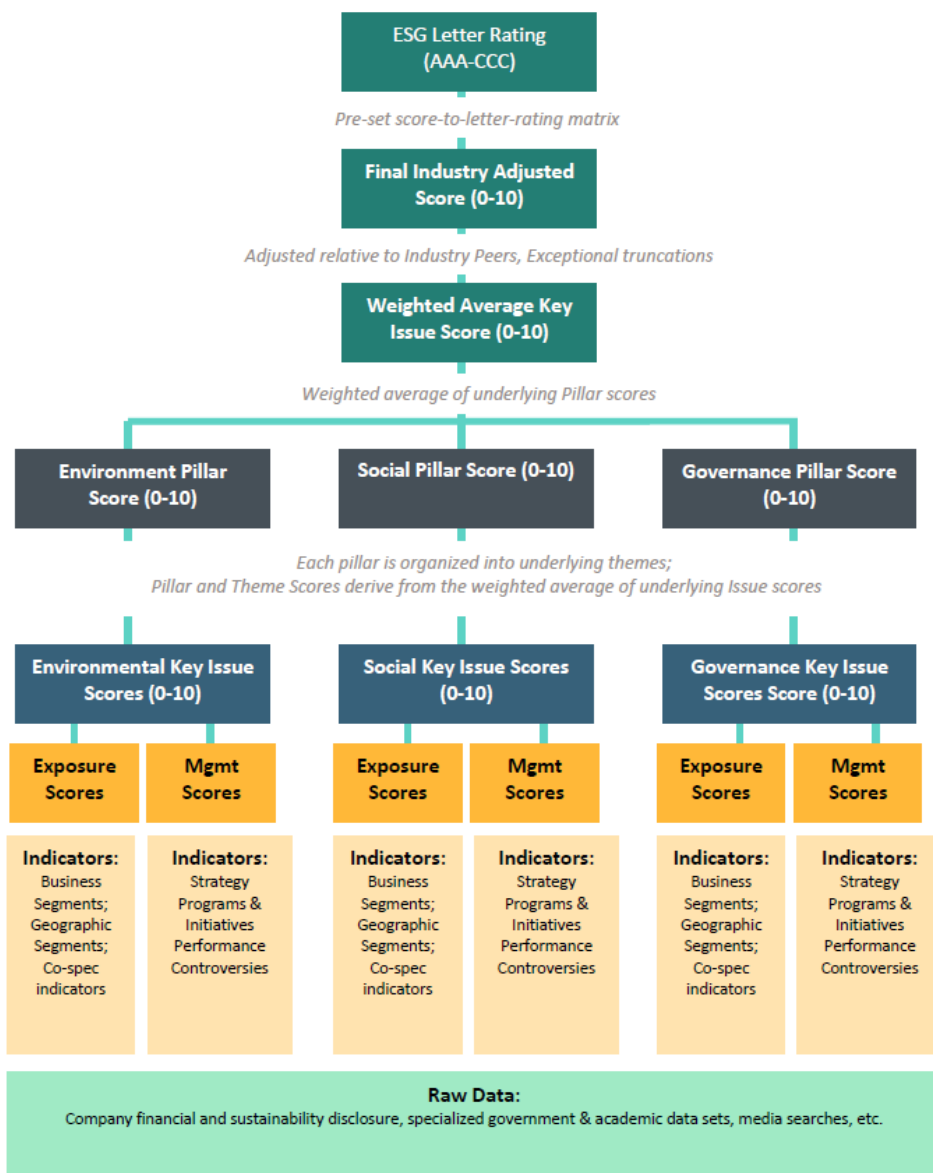 ESG Letter Rating
(AAA-CCC)
Pre-set score-to-letter-rating matrix
Final Industry Adjusted
Score (0-10)
Adjusted relative to Industry Peers, Exceptional truncations
Weighted Average Key
Issue Score (0-10)
Weighted average of underlying Pillar scores
Environment Pillar
Score (0-10)
Social Pillar Score (0-10)
Governance Pillar Score
(0-10)
Each pillar is organized into underlying themes;
Pillar and Theme Scores derive from the weighted average of underlying Issue scores
Environmental Key Issue
Scores (0-10)
Social Key Issue Scores
(0-10)
Governance Key Issue
Scores Score (0-10)
Exposure
Scores
Mgmt
Scores
Exposure
Scores
Mgmt
Scores
Exposure
Scores
Mgmt
Scores
Indicators:
Business
Segments;
Geographic
Segments;
Co-spec
indicators
Indicators:
Strategy
Programs &
Initiatives
Performance
Controversies
Indicators:
Business
Segments;
Geographic
Segments;
Co-spec
indicators
Indicators:
Strategy
Programs &
Initiatives
Performance
Controversies
Indicators:
Business
Segments;
Geographic
Segments;
Co-spec
indicators
Indicators:
Strategy
Programs &
Initiatives
Performance
Controversies
Raw Data:
Company financial and sustainability disclosure, specialized government & academic data sets, media searches, etc.